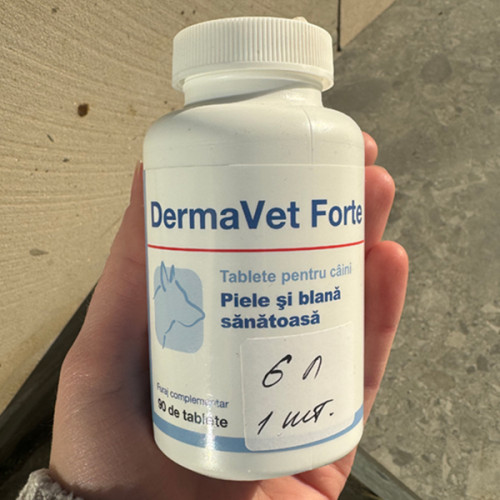 DermaVet Forte
Tablete pentru câini
Piele şi blană
sănătoasă
Furaj complementar
90 de tablete
6 л
1 шт.